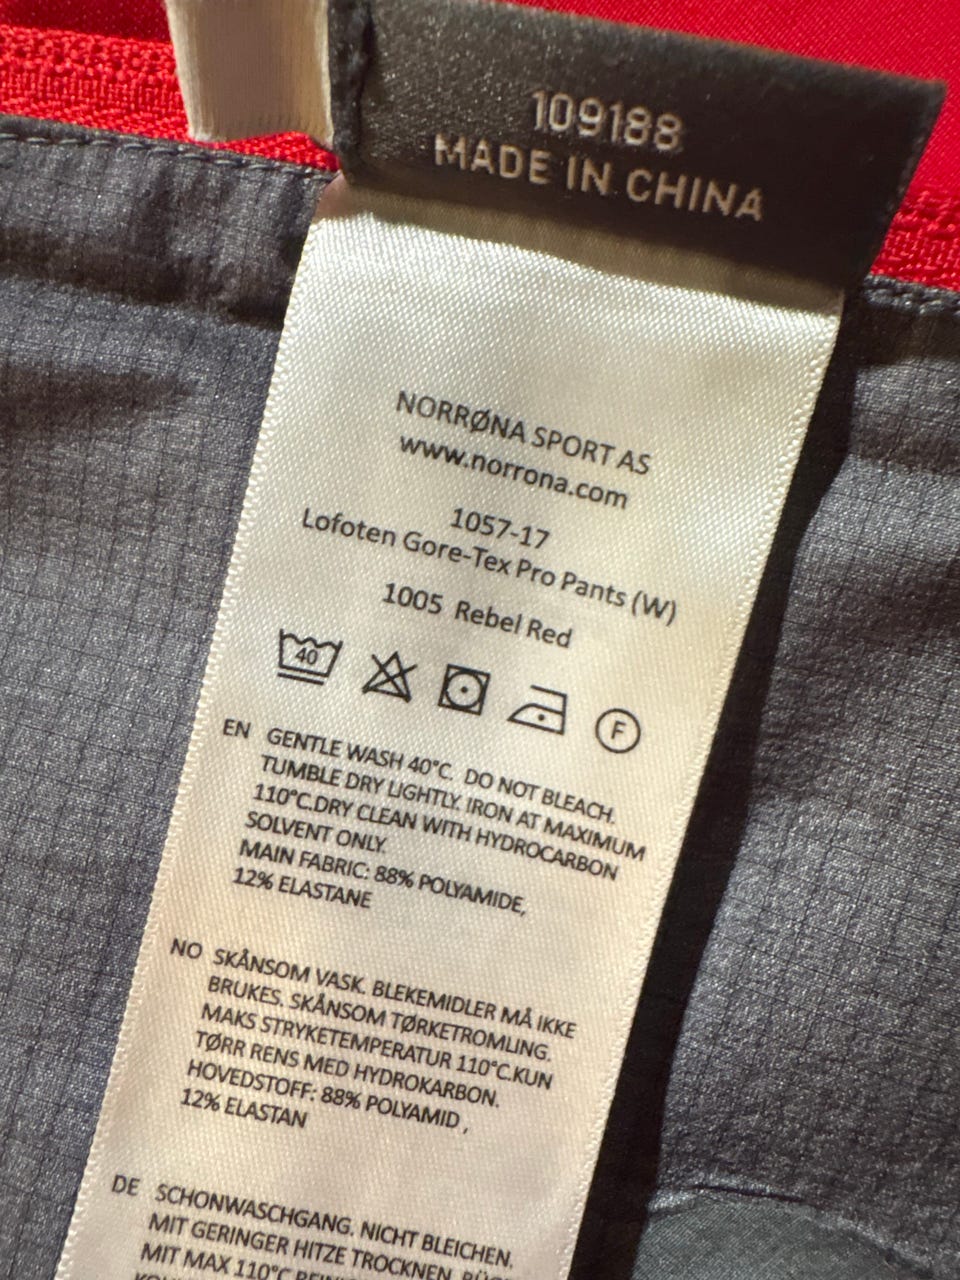 109188
MADE IN CHINA
NORRØNA SPORT AS
www.norrona.com
1057-17
Lofoten Gore-Tex Pro Pants (W)
1005 Rebel Red
40
F
EN GENTLE WASH 40°C. DO NOT BLEACH.
TUMBLE DRY LIGHTLY. IRON AT MAXIMUM
110°C.DRY CLEAN WITH HYDROCARBON
SOLVENT ONLY.
MAIN FABRIC: 88% POLYAMIDE,
12% ELASTANE
NO SKÅNSOM VASK. BLEKEMIDLER MÅ IKKE
BRUKES. SKÅNSOM TØRKETROMLING.
MAKS STRYKETEMPERATUR 110°C.KUN
TØRR RENS MED HYDROKARBON.
HOVEDSTOFF: 88% POLYAMID ,
12% ELASTAN
DE SCHONWASCHGANG. NICHT BLEICHEN.
MIT GERINGER HITZE TROCKNEN.
MIT MAX 110°C